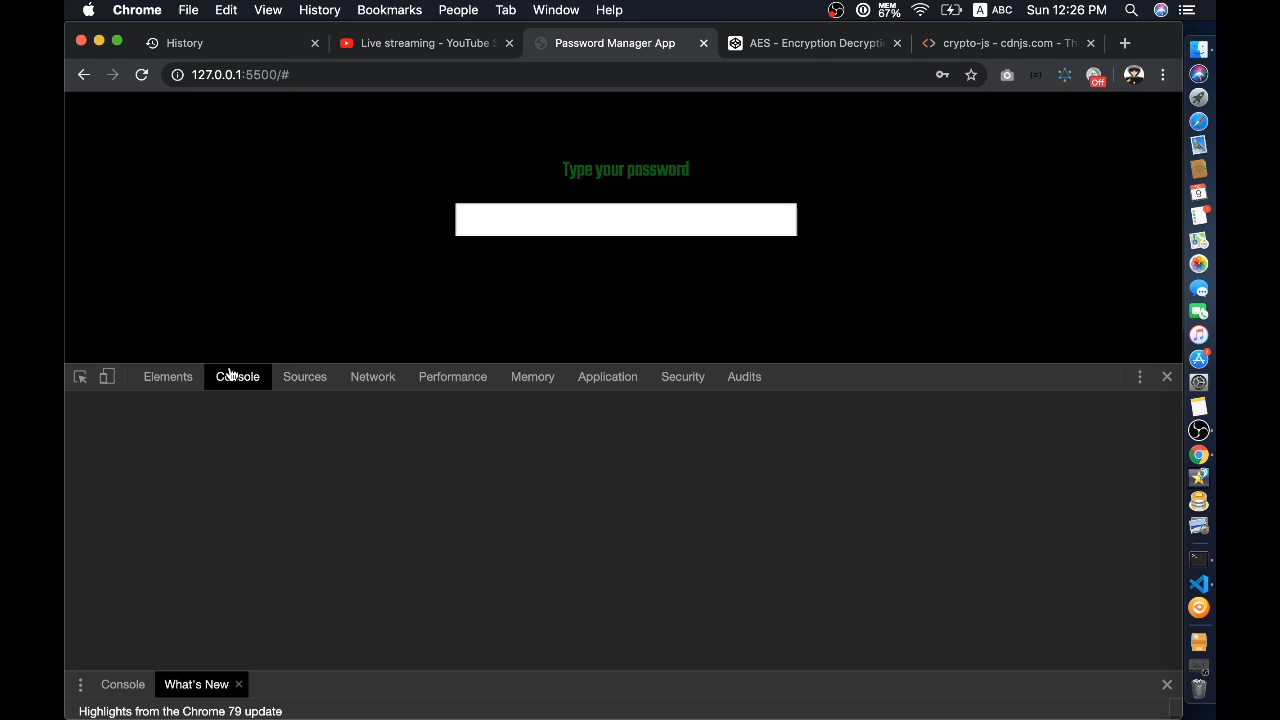 Chrome File Edit View History Bookmarks People Tab Window Help MEM 67% A ABC Sun 12:26 PM
History Live streaming - YouTube Password Manager App AES - Encryption Decrypti crypto-js - cdnjs.com - Th
127.0.0.1:5500/# Off
Type your password
Elements Console Sources Network Performance Memory Application Security Audits
Console What's New
Highlights from the Chrome 79 update
9